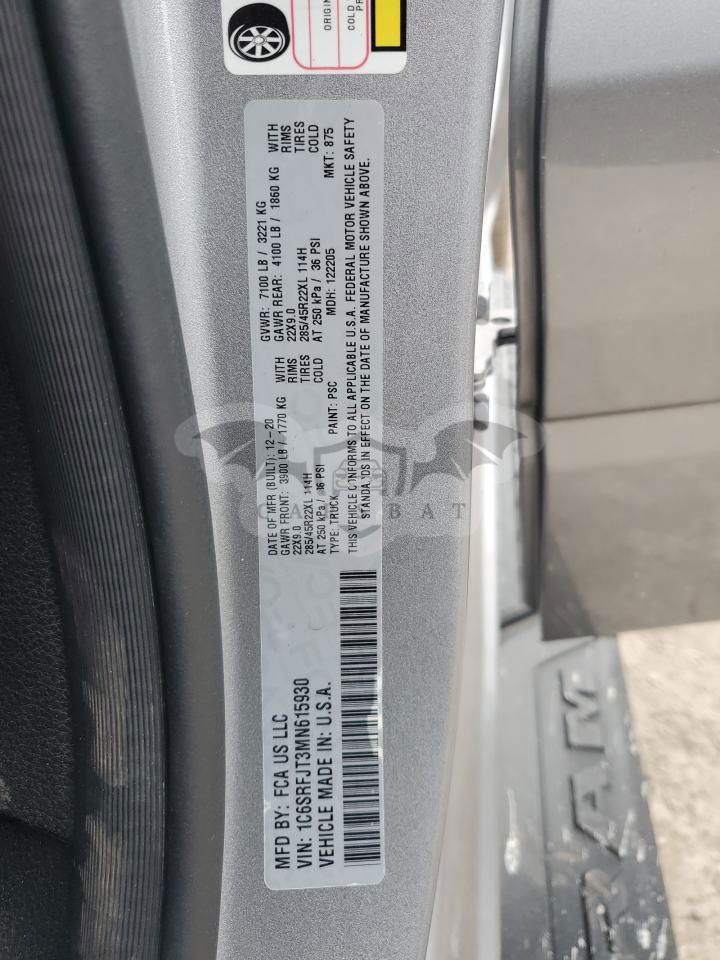 ORIGIN
COLD
PR
MFD BY: FCA US LLC
DATE OF MFR (BUILT): 12-20
GVWR: 7100 LB / 3221 KG
GAWR FRONT: 3900 LB / 1770 KG WITH
22X9.0 RIMS
285/45R22XL 114H TIRES
AT 250 kPa / 36 PSI COLD
GAWR REAR: 4100 LB / 1860 KG WITH
22X9.0 RIMS
285/45R22XL 114H TIRES
AT 250 kPa / 36 PSI COLD
VIN: 1C6SRFJT3MN615930
TYPE: TRUCK PAINT: PSC MDH: 122205 MKT: 875
VEHICLE MADE IN: U.S.A.
THIS VEHICLE CONFORMS TO ALL APPLICABLE U.S.A. FEDERAL MOTOR VEHICLE SAFETY
STANDARDS IN EFFECT ON THE DATE OF MANUFACTURE SHOWN ABOVE.
RAM